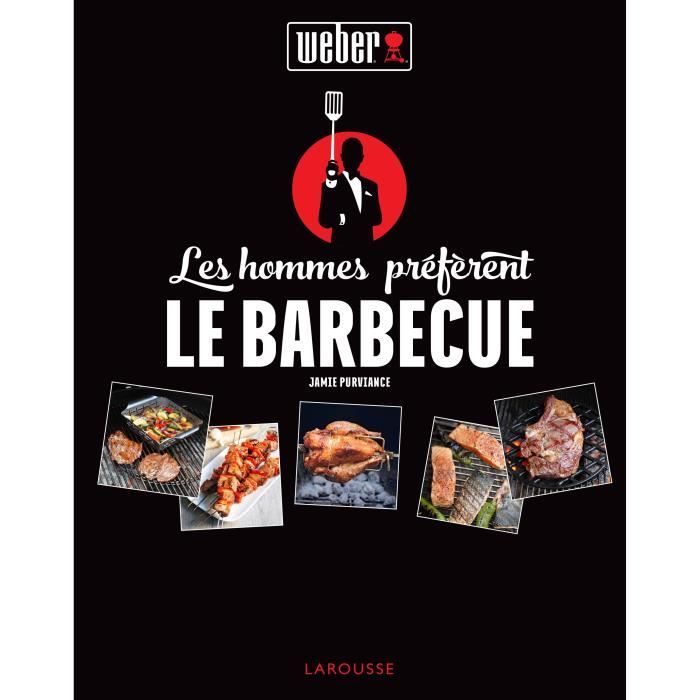 weber
Les hommes préfèrent
LE BARBECUE
JAMIE PURVIANCE
LAROUSSE